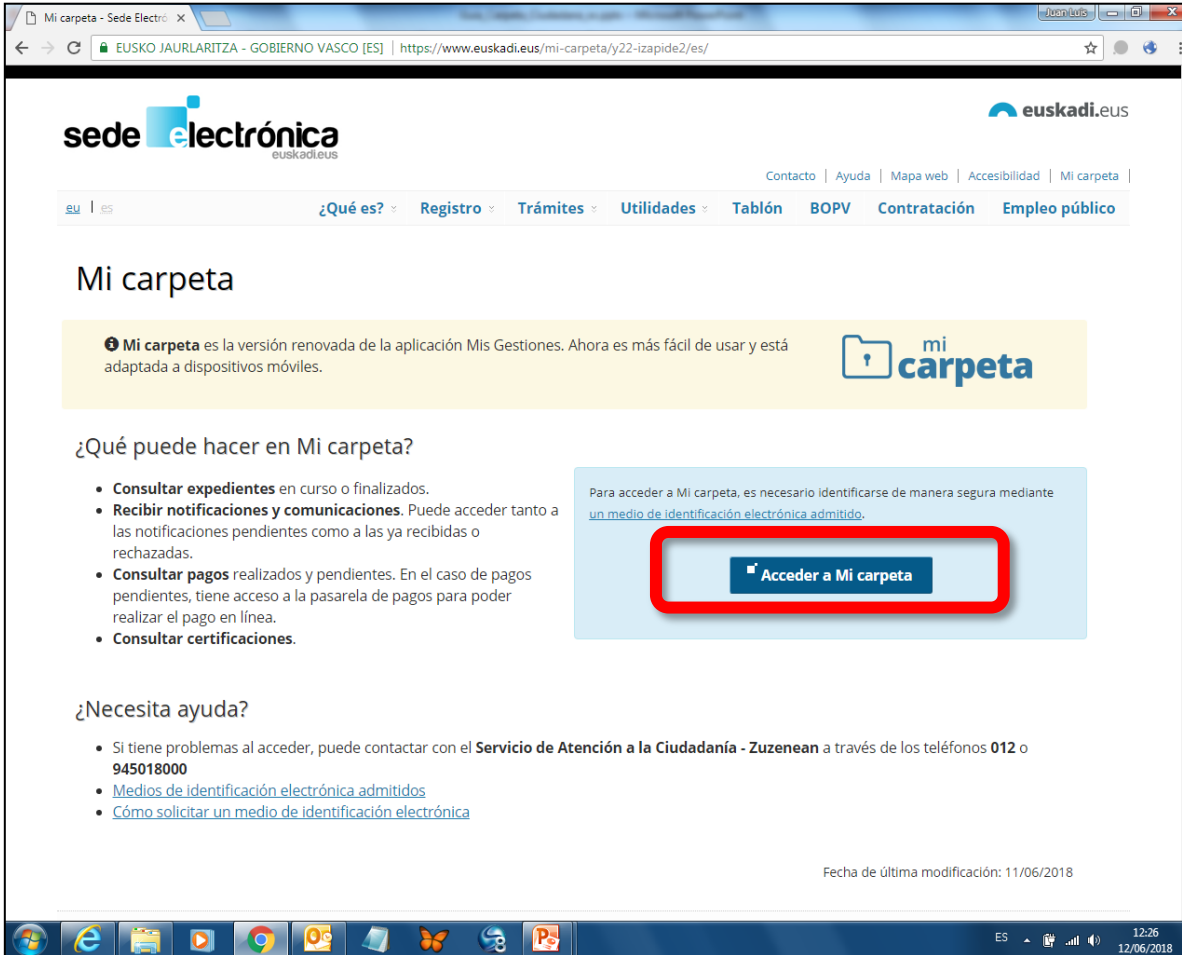 Mi carpeta - Sede Electró
Juan Luis
EUSKO JAURLARITZA - GOBIERNO VASCO [ES] | https://www.euskadi.eus/mi-carpeta/y22-izapide2/es/
sede electrónica
euskadi.eus
euskadi.eus
Contacto | Ayuda | Mapa web | Accesibilidad | Mi carpeta |
eu | es
¿Qué es? Registro Trámites Utilidades Tablón BOPV Contratación Empleo público
Mi carpeta
Mi carpeta es la versión renovada de la aplicación Mis Gestiones. Ahora es más fácil de usar y está
adaptada a dispositivos móviles.
mi
carpeta
¿Qué puede hacer en Mi carpeta?
• Consultar expedientes en curso o finalizados.
• Recibir notificaciones y comunicaciones. Puede acceder tanto a
las notificaciones pendientes como a las ya recibidas o
rechazadas.
• Consultar pagos realizados y pendientes. En el caso de pagos
pendientes, tiene acceso a la pasarela de pagos para poder
realizar el pago en línea.
• Consultar certificaciones.
Para acceder a Mi carpeta, es necesario identificarse de manera segura mediante
un medio de identificación electrónica admitido.
Acceder a Mi carpeta
¿Necesita ayuda?
• Si tiene problemas al acceder, puede contactar con el Servicio de Atención a la Ciudadanía - Zuzenean a través de los teléfonos 012 o
945018000
• Medios de identificación electrónica admitidos
• Cómo solicitar un medio de identificación electrónica
Fecha de última modificación: 11/06/2018
ES
12:26
12/06/2018